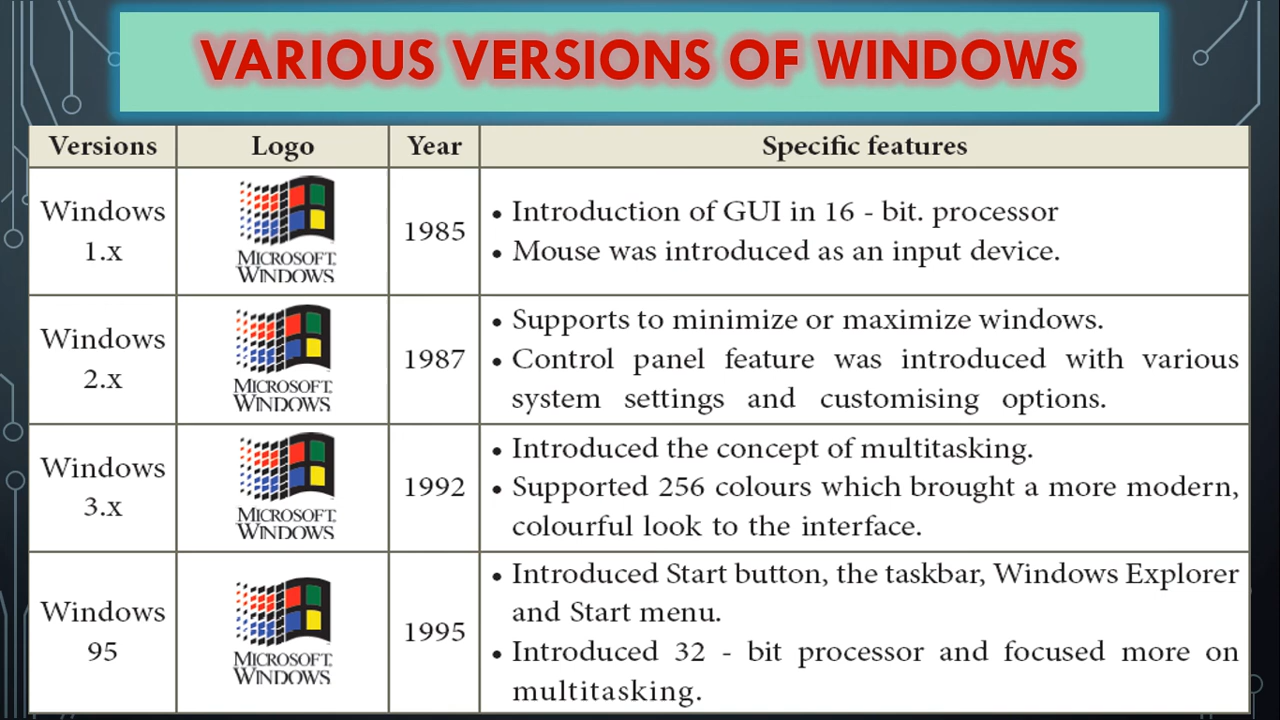 VARIOUS VERSIONS OF WINDOWS
Versions Logo Year Specific features
Windows
1.x
MICROSOFT
WINDOWS
1985
• Introduction of GUI in 16 - bit. processor
• Mouse was introduced as an input device.
Windows
2.x
MICROSOFT
WINDOWS
1987
• Supports to minimize or maximize windows.
• Control panel feature was introduced with various
system settings and customising options.
Windows
3.x
MICROSOFT
WINDOWS
1992
• Introduced the concept of multitasking.
• Supported 256 colours which brought a more modern,
colourful look to the interface.
Windows
95
MICROSOFT
WINDOWS
1995
• Introduced Start button, the taskbar, Windows Explorer
and Start menu.
• Introduced 32 - bit processor and focused more on
multitasking.